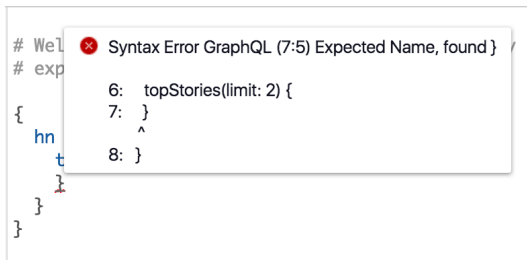 # Wel
Syntax Error GraphQL (7:5) Expected Name, found }
# exp
6: topStories(limit: 2) {
7: }
^
8: }
{
hn
t
}
}
}